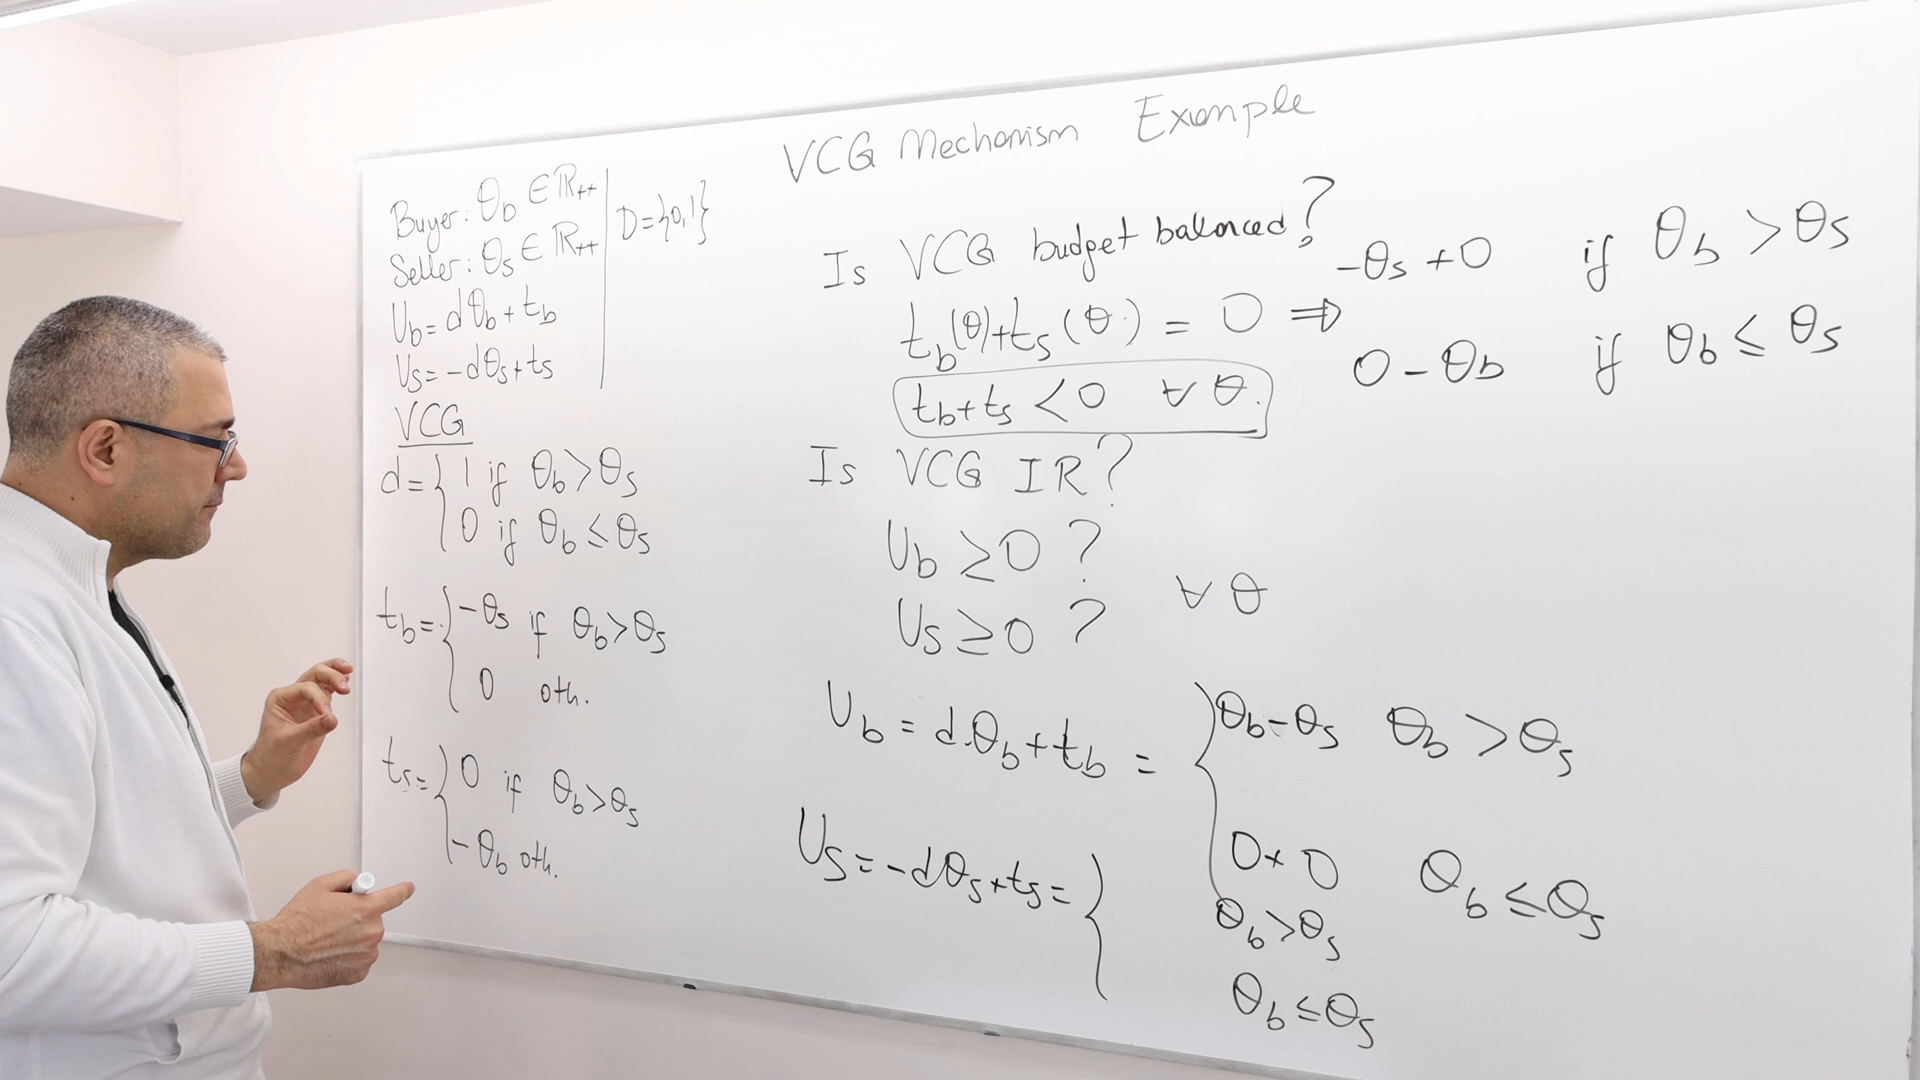 VCG Mechanism Example
Buyer: θb ∈ ℝ++
Seller: θs ∈ ℝ++
D={0,1}
Ub = dθb + tb
Us = -dθs + ts
VCG
d = { 1 if θb > θs
0 if θb ≤ θs
tb = { -θs if θb > θs
0 oth.
ts = { 0 if θb > θs
-θb oth.
Is VCG budget balanced?
tb(θ) + ts(θ) = 0 ⇒
-θs + 0 if θb > θs
0 - θb if θb ≤ θs
tb + ts < 0 ∀ θ.
Is VCG IR?
Ub ≥ 0 ?
Us ≥ 0 ?
∀ θ
Ub = d.θb + tb = { θb - θs θb > θs
0 + 0 θb ≤ θs
Us = -dθs + ts = {
θb > θs
θb ≤ θs